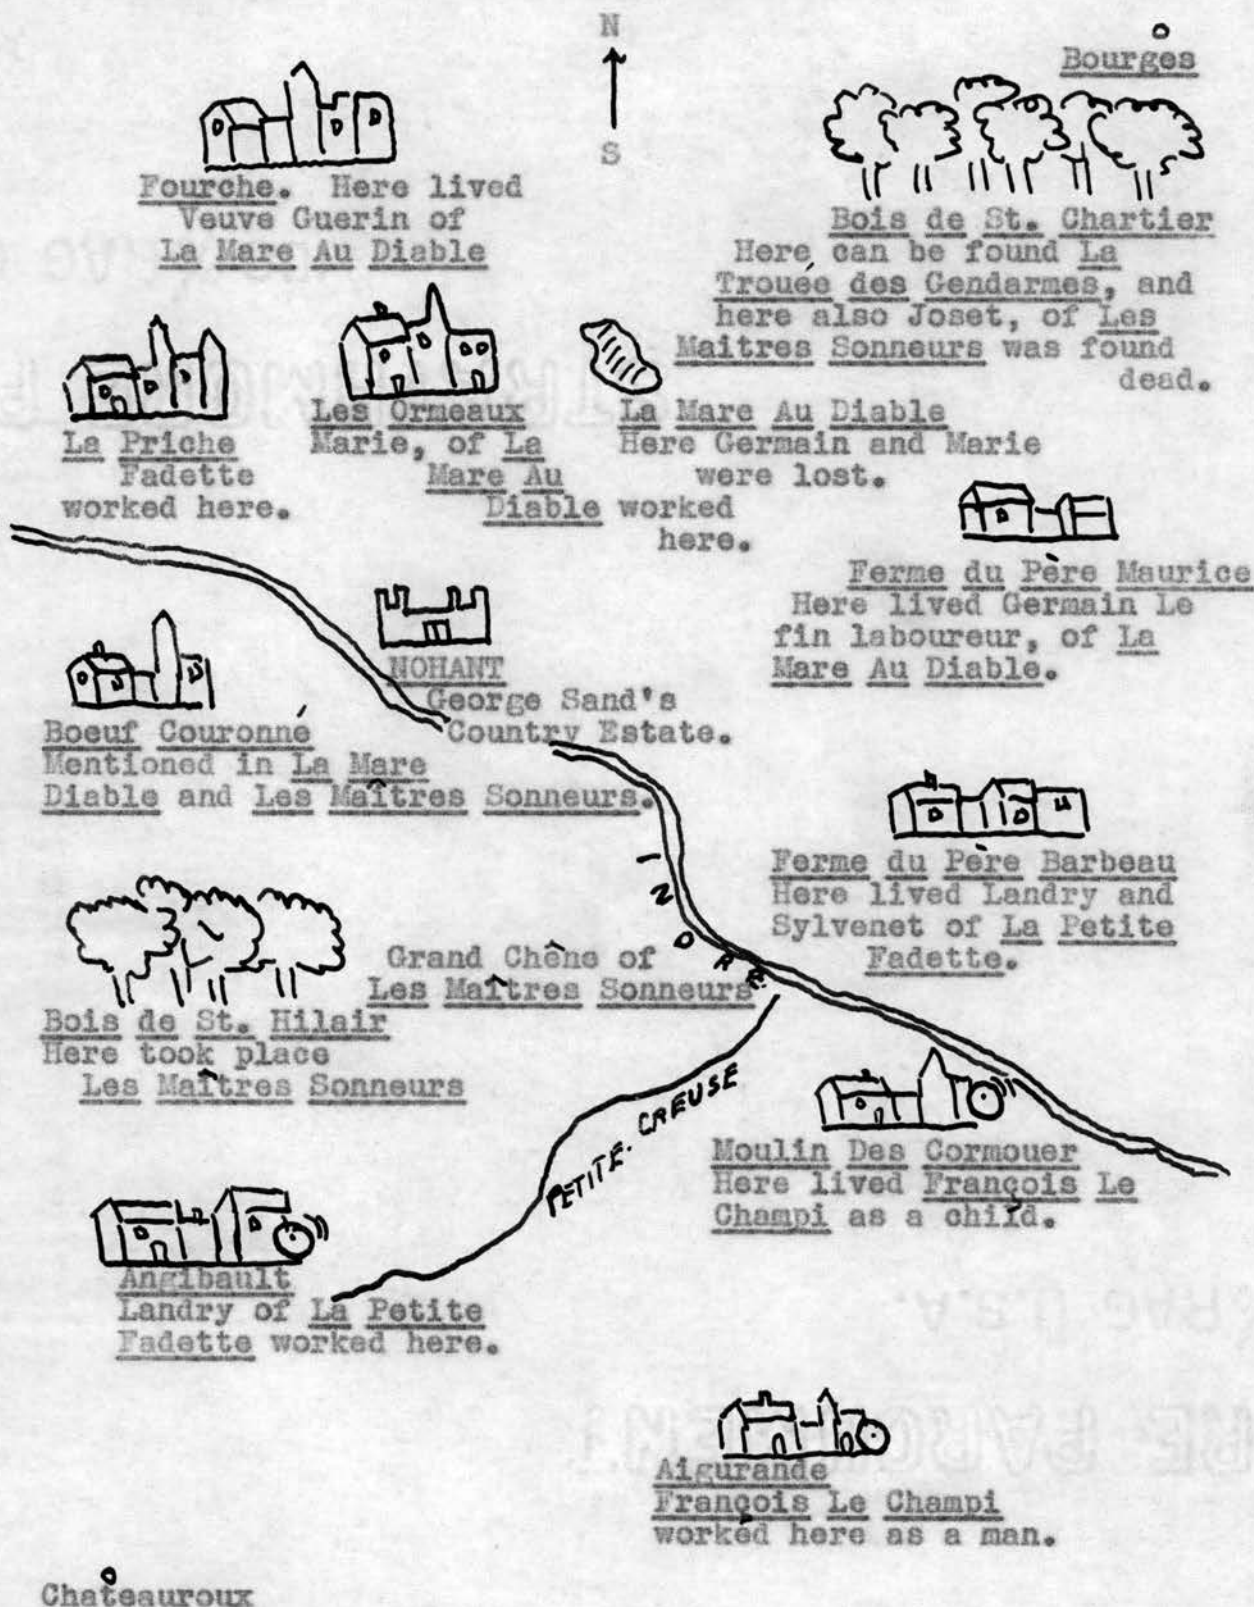 N
S
Bourges
Fourche. Here lived
Veuve Guerin of
La Mare Au Diable
Bois de St. Chartier
Here can be found La
Trouée des Gendarmes, and
here also Joset, of Les
Maitres Sonneurs was found
dead.
La Priche
Fadette
worked here.
Les Ormeaux
Marie, of La
Mare Au
Diable worked
here.
La Mare Au Diable
Here Germain and Marie
were lost.
Ferme du Père Maurice
Here lived Germain Le
fin laboureur, of La
Mare Au Diable.
NOHANT
George Sand's
Country Estate.
Boeuf Couronné
Mentioned in La Mare
Diable and Les Maîtres Sonneurs.
INDRE
Ferme du Père Barbeau
Here lived Landry and
Sylvenet of La Petite
Fadette.
Grand Chêne of
Les Maîtres Sonneurs
Bois de St. Hilair
Here took place
Les Maîtres Sonneurs
PETITE-CREUSE
Moulin Des Cormouer
Here lived François Le
Champi as a child.
Angibault
Landry of La Petite
Fadette worked here.
Aigurande
François Le Champi
worked here as a man.
Chateauroux